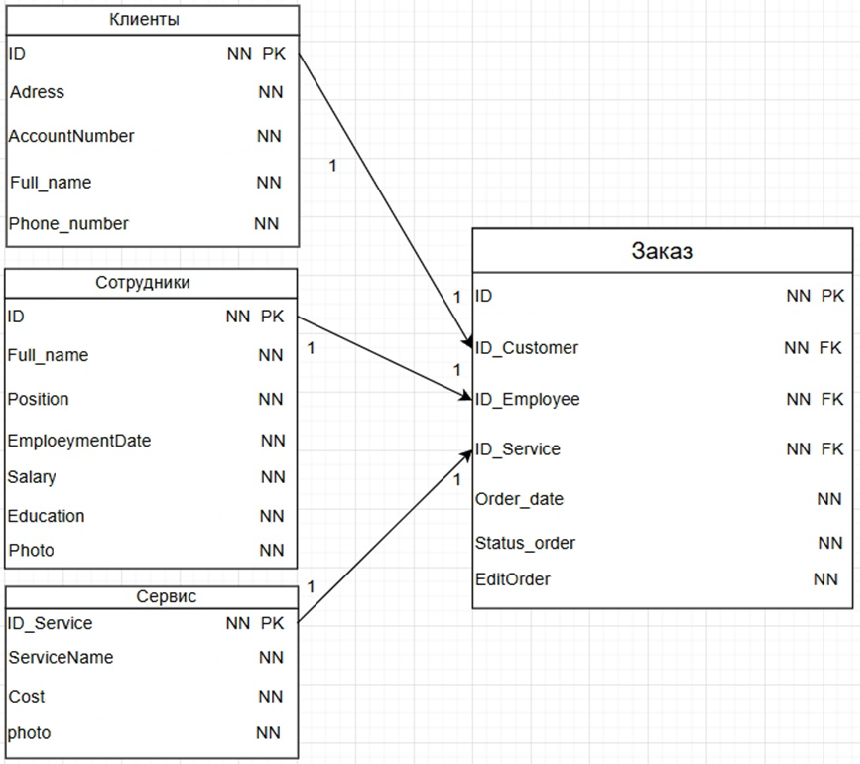 Клиенты
ID NN PK
Adress NN
AccountNumber NN
Full_name NN
Phone_number NN
1
Сотрудники
ID NN PK
Full_name NN
Position NN
EmploeymentDate NN
Salary NN
Education NN
Photo NN
1
Сервис
ID_Service NN PK
ServiceName NN
Cost NN
photo NN
1
Заказ
1 ID NN PK
ID_Customer NN FK
1
ID_Employee NN FK
ID_Service NN FK
1
Order_date NN
Status_order NN
EditOrder NN